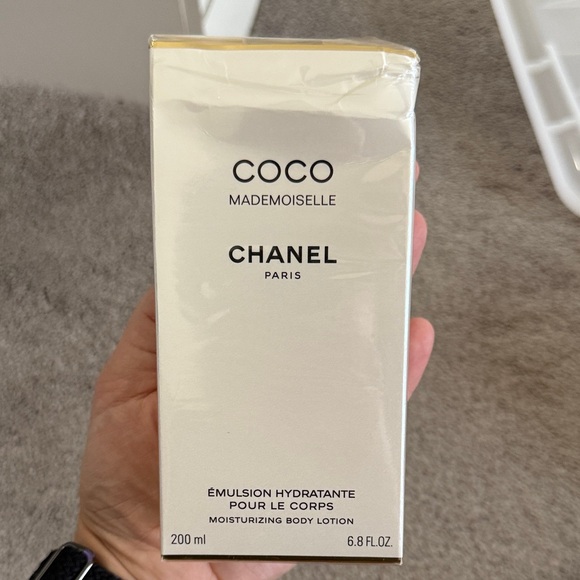 COCO
MADEMOISELLE
CHANEL
PARIS
ÉMULSION HYDRATANTE
POUR LE CORPS
MOISTURIZING BODY LOTION
200 ml 6.8 FL.OZ.